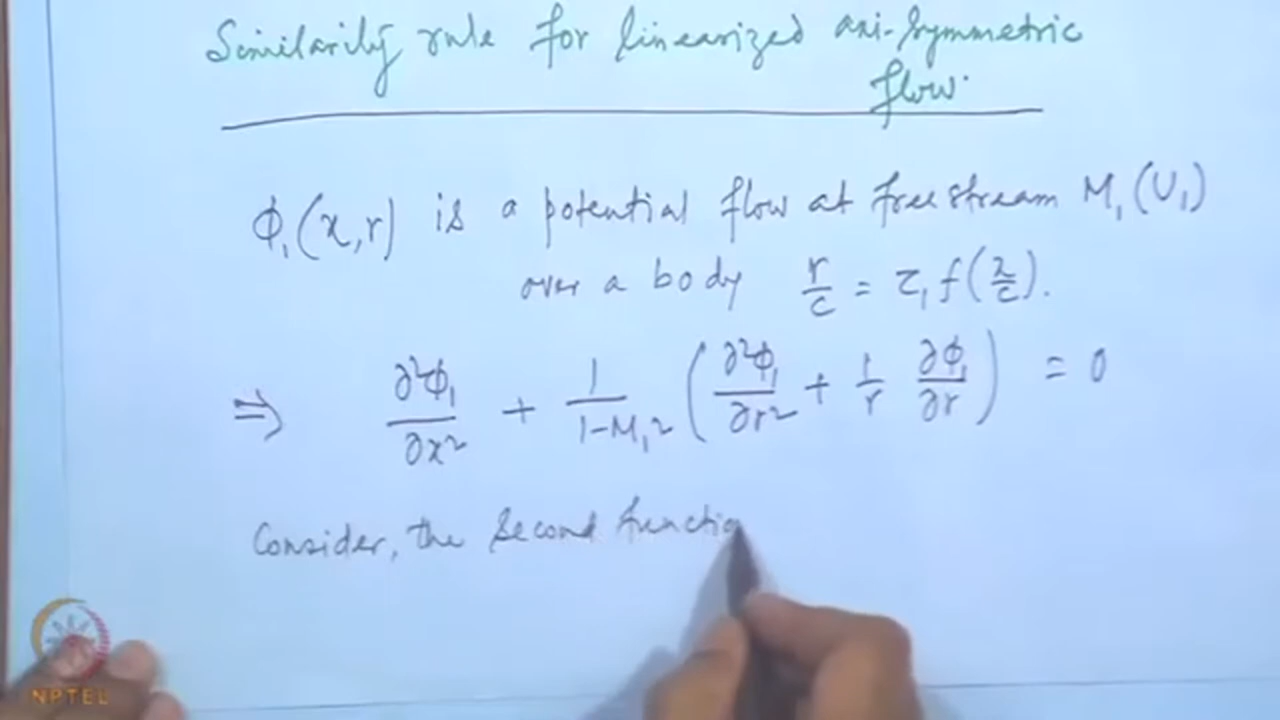 Similarity rule for linearized axi-symmetric
flow.
ϕ₁(x,r) is a potential flow at free stream M₁(U₁)
over a body r/c = τ₁ f(x/c).
⇒ ∂²ϕ₁/∂x² + 1/(1-M₁²) (∂²ϕ₁/∂r² + 1/r ∂ϕ₁/∂r) = 0
Consider, the second functio
NPTEL